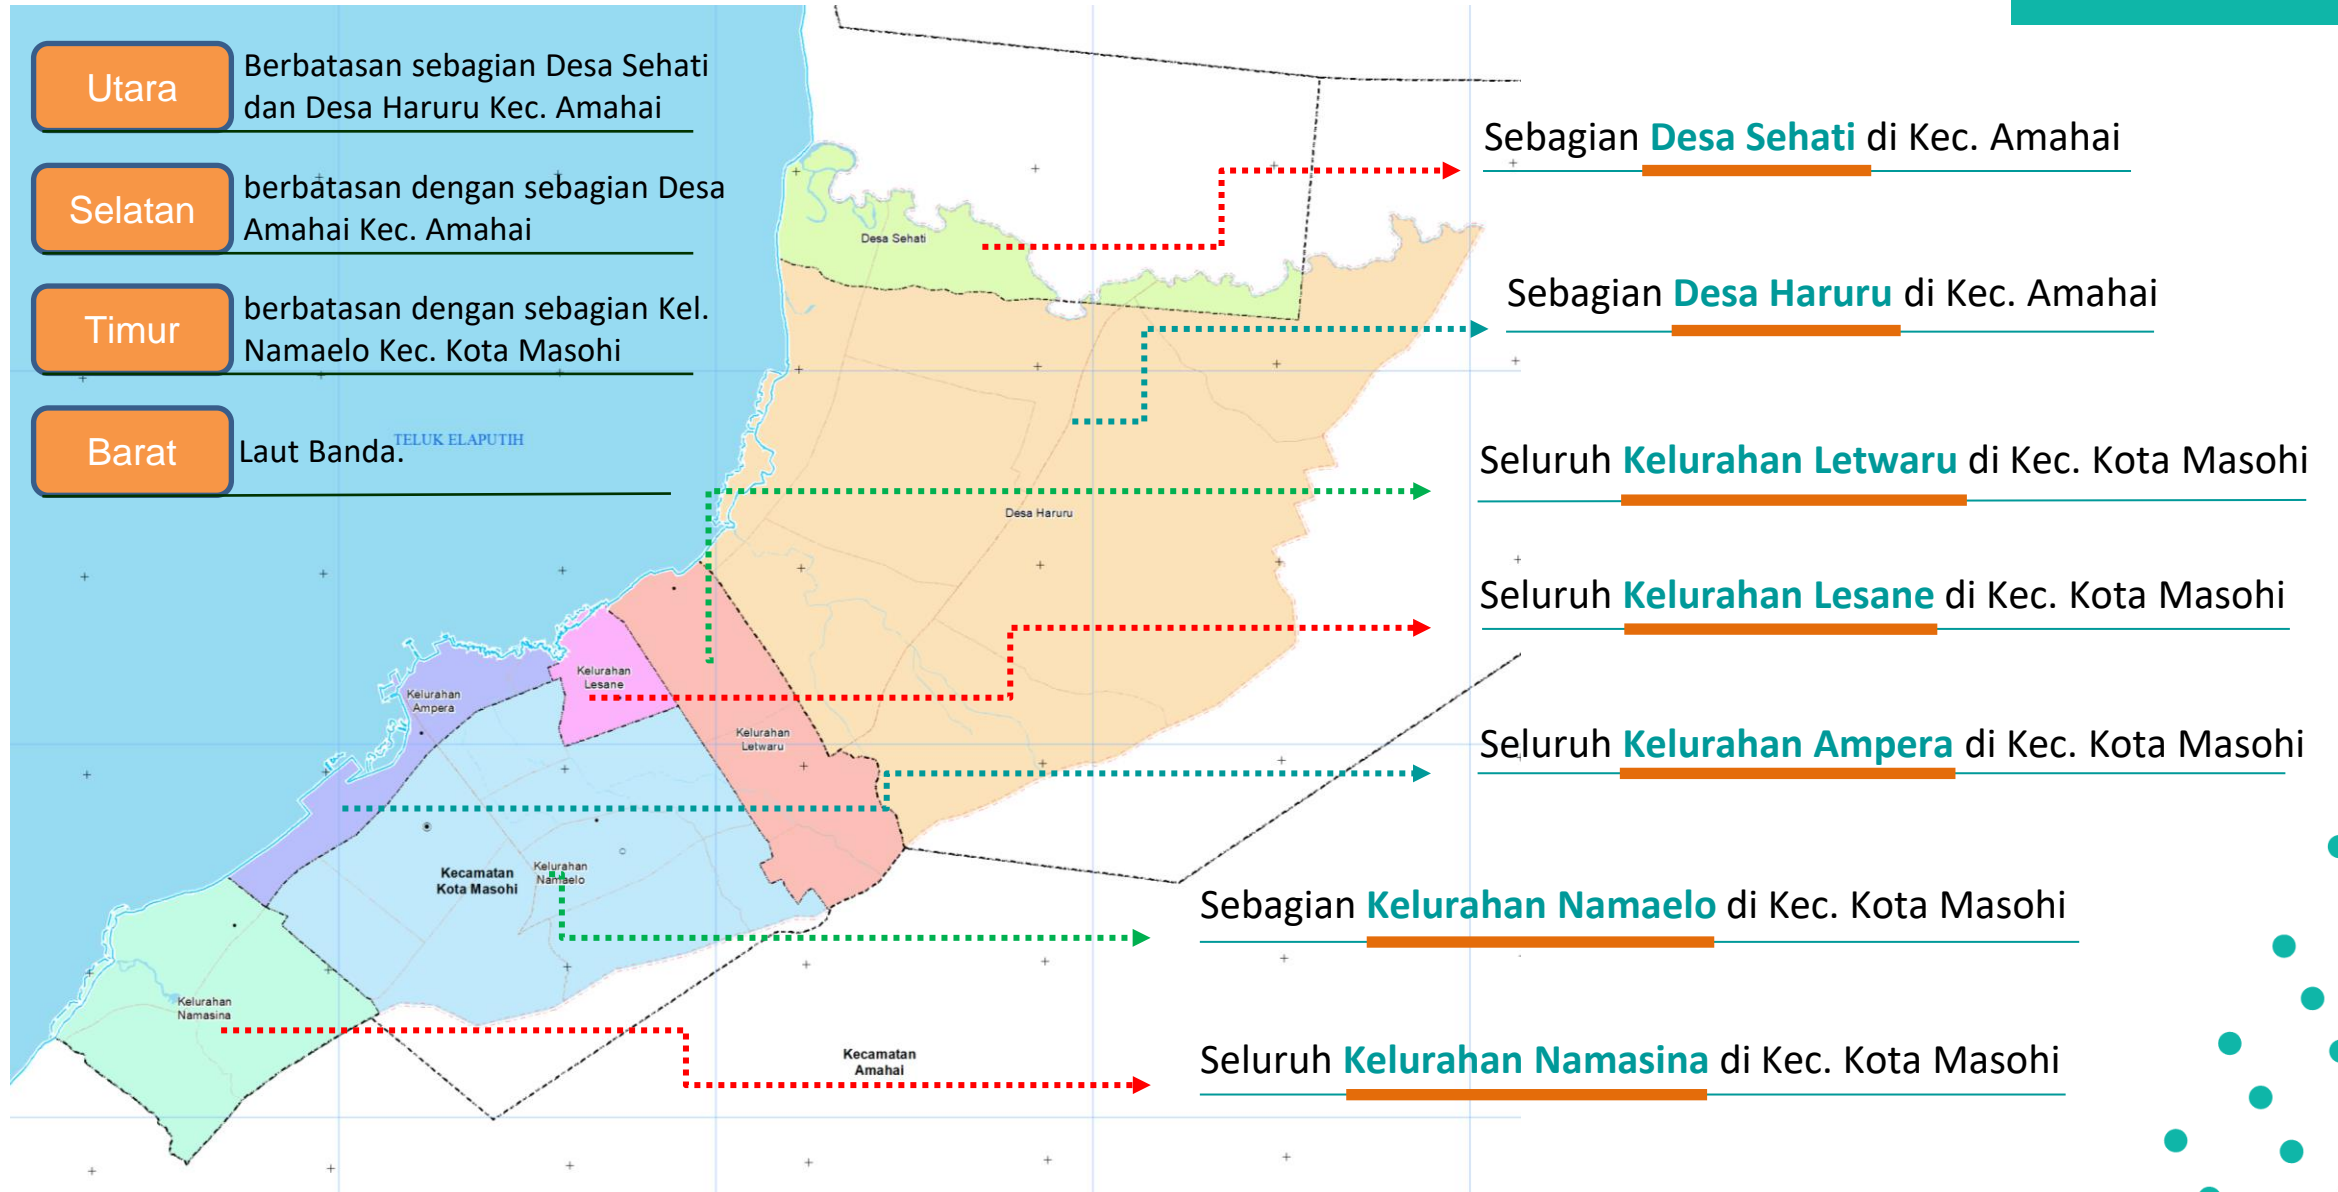 Utara
Berbatasan sebagian Desa Sehati
dan Desa Haruru Kec. Amahai
Selatan
berbatasan dengan sebagian Desa
Amahai Kec. Amahai
Timur
berbatasan dengan sebagian Kel.
Namaelo Kec. Kota Masohi
Barat
Laut Banda.
TELUK ELAPUTIH
Desa Sehati
Desa Haruru
Kelurahan
Lesane
Kelurahan
Ampera
Kelurahan
Letwaru
Kecamatan
Kota Masohi
Kelurahan
Namaelo
Kelurahan
Namasina
Kecamatan
Amahai
Sebagian Desa Sehati di Kec. Amahai
Sebagian Desa Haruru di Kec. Amahai
Seluruh Kelurahan Letwaru di Kec. Kota Masohi
Seluruh Kelurahan Lesane di Kec. Kota Masohi
Seluruh Kelurahan Ampera di Kec. Kota Masohi
Sebagian Kelurahan Namaelo di Kec. Kota Masohi
Seluruh Kelurahan Namasina di Kec. Kota Masohi